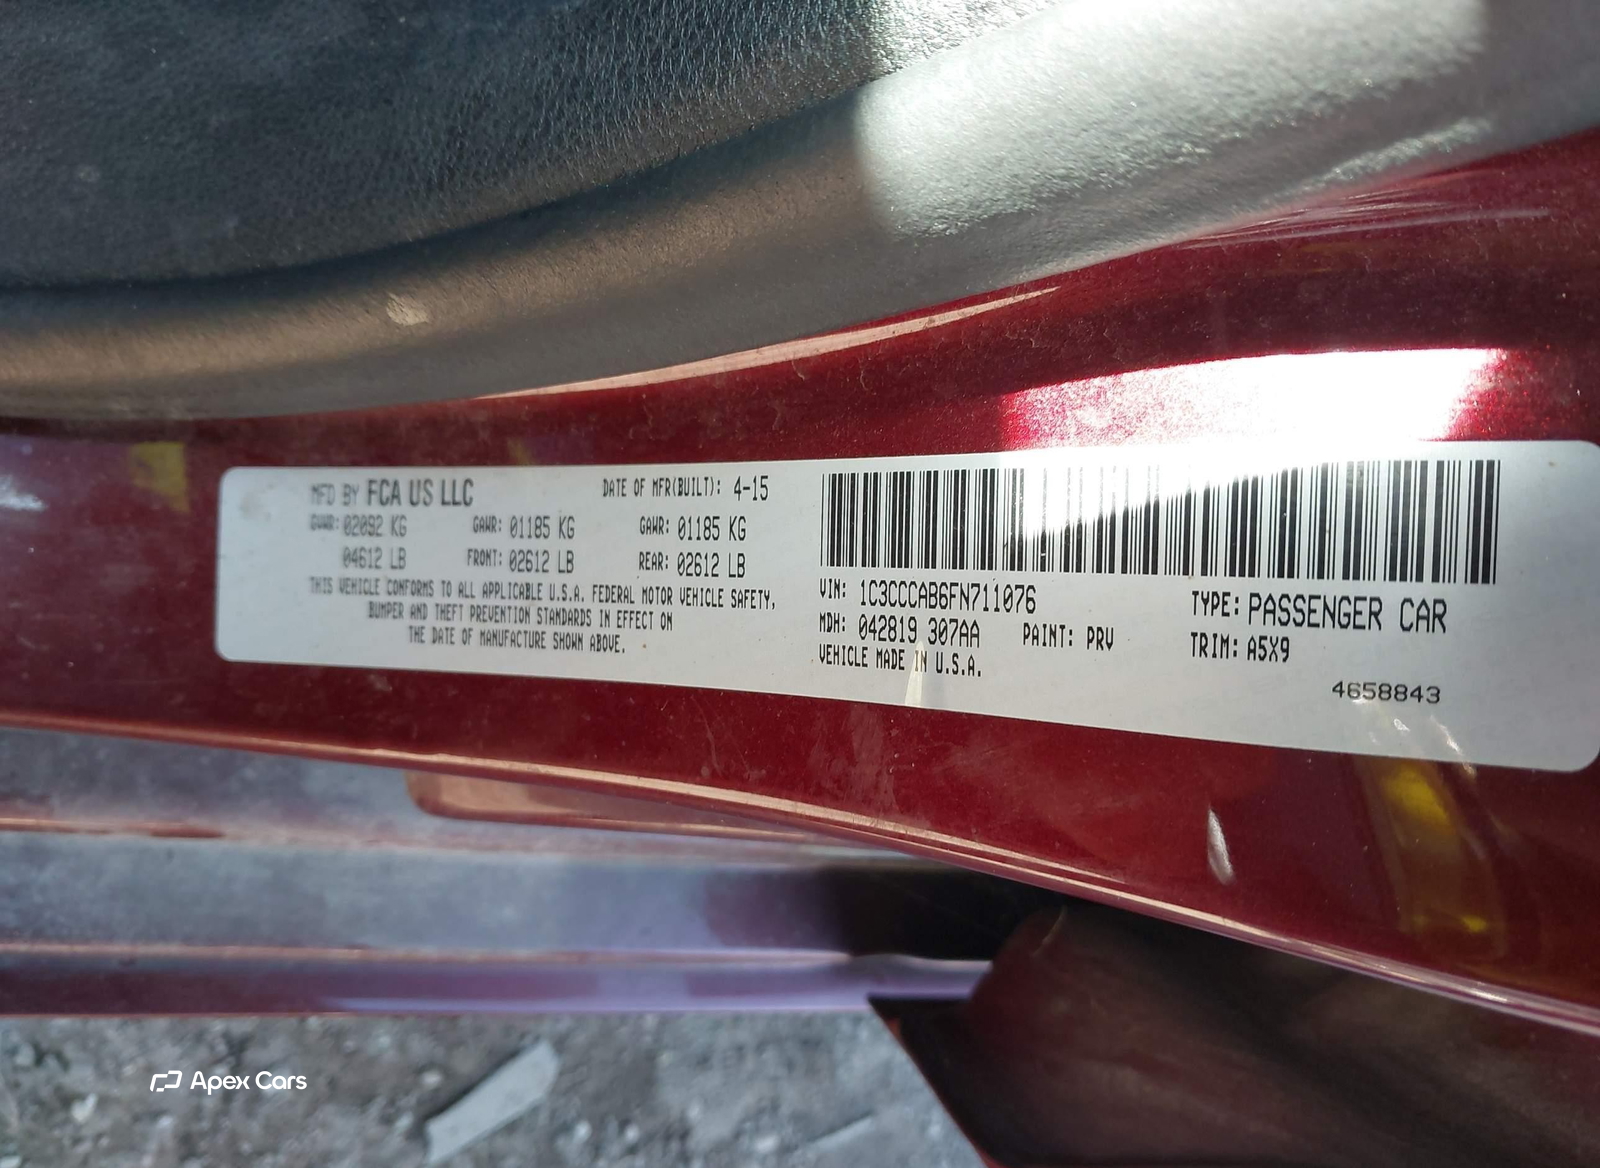 MFD BY FCA US LLC
DATE OF MFR(BUILT): 4-15
GVWR: 02092 KG GAWR: 01185 KG GAWR: 01185 KG
04612 LB FRONT: 02612 LB REAR: 02612 LB
THIS VEHICLE CONFORMS TO ALL APPLICABLE U.S.A. FEDERAL MOTOR VEHICLE SAFETY,
BUMPER AND THEFT PREVENTION STANDARDS IN EFFECT ON
THE DATE OF MANUFACTURE SHOWN ABOVE.
VIN: 1C3CCCAB6FN711076
TYPE: PASSENGER CAR
MDH: 042819 307AA PAINT: PRV
TRIM: A5X9
VEHICLE MADE IN U.S.A.
4658843
Apex Cars